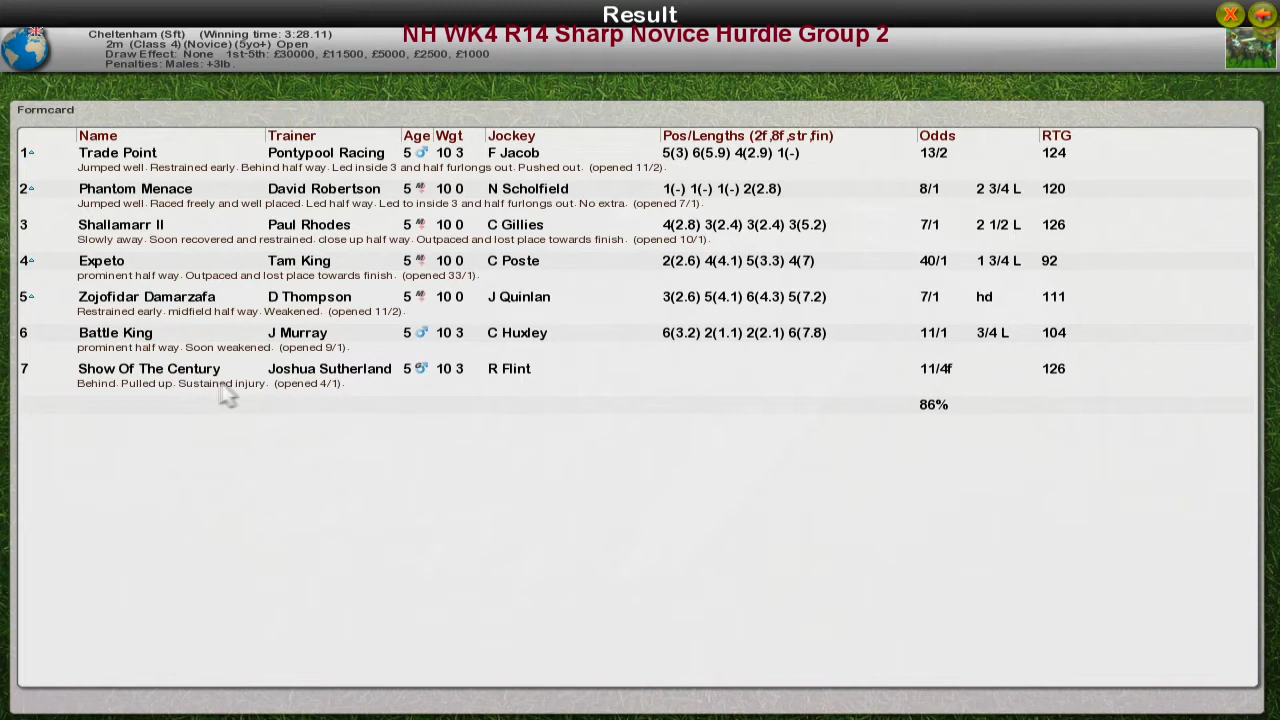 Result
NH WK4 R14 Sharp Novice Hurdle Group 2
Cheltenham (Sft) (Winning time: 3:28.11)
2m (Class 4) (Novice) (5yo+) Open
Draw Effect: None 1st-5th: £30000, £11500, £5000, £2500, £1000
Penalties: Males: +3lb.
Formcard
Name Trainer Age Wgt Jockey Pos/Lengths (2f,8f,str,fin) Odds RTG
1 Trade Point Pontypool Racing 5 10 3 F Jacob 5(3) 6(5.9) 4(2.9) 1(-) 13/2 124
Jumped well. Restrained early. Behind half way. Led inside 3 and half furlongs out. Pushed out. (opened 11/2).
2 Phantom Menace David Robertson 5 10 0 N Scholfield 1(-) 1(-) 1(-) 2(2.8) 8/1 2 3/4 L 120
Jumped well. Raced freely and well placed. Led half way. Led to inside 3 and half furlongs out. No extra. (opened 7/1).
3 Shallamarr II Paul Rhodes 5 10 0 C Gillies 4(2.8) 3(2.4) 3(2.4) 3(5.2) 7/1 2 1/2 L 126
Slowly away. Soon recovered and restrained. close up half way. Outpaced and lost place towards finish. (opened 10/1).
4 Expeto Tam King 5 10 0 C Poste 2(2.6) 4(4.1) 5(3.3) 4(7) 40/1 1 3/4 L 92
prominent half way. Outpaced and lost place towards finish. (opened 33/1).
5 Zojofidar Damarzafa D Thompson 5 10 0 J Quinlan 3(2.6) 5(4.1) 6(4.3) 5(7.2) 7/1 hd 111
Restrained early. midfield half way. Weakened. (opened 11/2).
6 Battle King J Murray 5 10 3 C Huxley 6(3.2) 2(1.1) 2(2.1) 6(7.8) 11/1 3/4 L 104
prominent half way. Soon weakened. (opened 9/1).
7 Show Of The Century Joshua Sutherland 5 10 3 R Flint 11/4f 126
Behind. Pulled up. Sustained injury. (opened 4/1).
86%